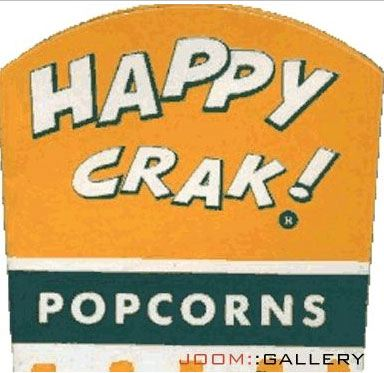 HAPPY
CRAK!
®
POPCORNS
JOOM::GALLERY